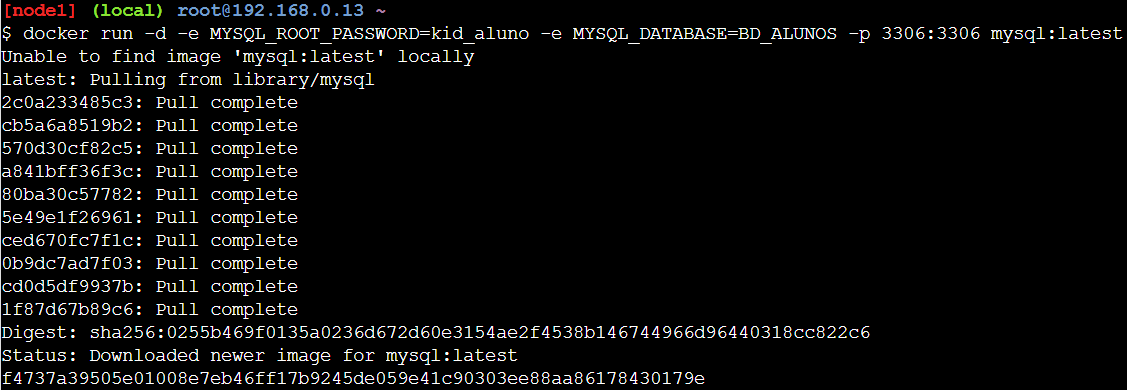 [node1] (local) root@192.168.0.13 ~
$ docker run -d -e MYSQL_ROOT_PASSWORD=kid_aluno -e MYSQL_DATABASE=BD_ALUNOS -p 3306:3306 mysql:latest
Unable to find image 'mysql:latest' locally
latest: Pulling from library/mysql
2c0a233485c3: Pull complete
cb5a6a8519b2: Pull complete
570d30cf82c5: Pull complete
a841bff36f3c: Pull complete
80ba30c57782: Pull complete
5e49e1f26961: Pull complete
ced670fc7f1c: Pull complete
0b9dc7ad7f03: Pull complete
cd0d5df9937b: Pull complete
1f87d67b89c6: Pull complete
Digest: sha256:0255b469f0135a0236d672d60e3154ae2f4538b146744966d96440318cc822c6
Status: Downloaded newer image for mysql:latest
f4737a39505e01008e7eb46ff17b9245de059e41c90303ee88aa86178430179e